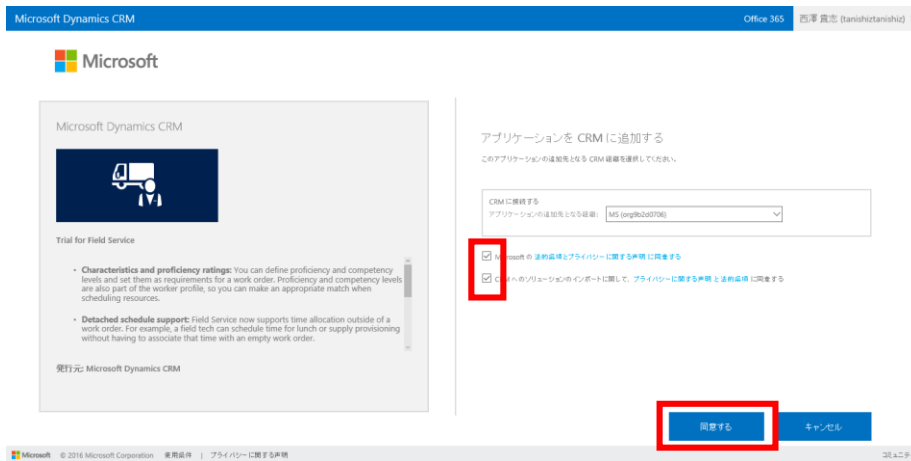 Microsoft Dynamics CRM
Office 365
西澤 貴志 (tanishiztanishiz)
Microsoft
Microsoft Dynamics CRM
Trial for Field Service
• Characteristics and proficiency ratings: You can define proficiency and competency
levels and set them as requirements for a work order. Proficiency and competency levels
are also part of the worker profile, so you can make an appropriate match when
scheduling resources.
• Detached schedule support: Field Service now supports time allocation outside of a
work order. For example, a field tech can schedule time for lunch or supply provisioning
without having to associate that time with an empty work order.
発行元: Microsoft Dynamics CRM
アプリケーションを CRM に追加する
このアプリケーションの追加先となる CRM 組織を選択してください。
CRM に接続する
アプリケーションの追加先となる組織:
MS (org9b2d0706)
Microsoft の 法的条項とプライバシーに関する声明 に同意する
CRM へのソリューションのインポートに関して、プライバシーに関する声明 と 法的条項 に同意する
同意する
キャンセル
Microsoft © 2016 Microsoft Corporation 使用条件 | プライバシーに関する声明
コミュニテ